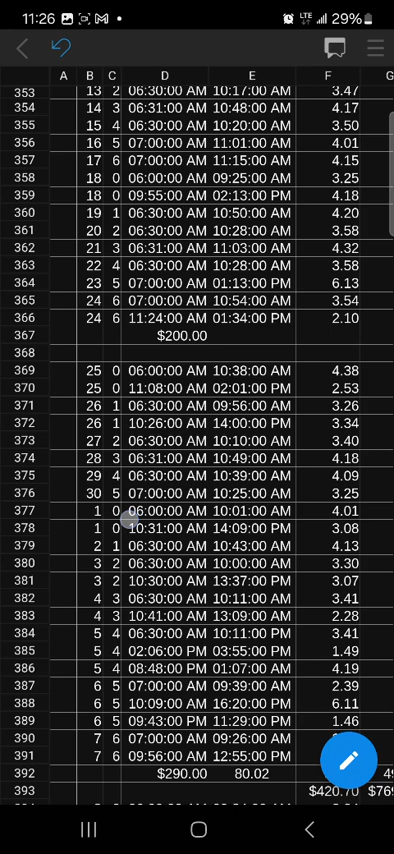 11:26 LTE 29%
A B C D E F G
353 13 2 06:30:00 AM 10:17:00 AM 3.47
354 14 3 06:31:00 AM 10:48:00 AM 4.17
355 15 4 06:30:00 AM 10:20:00 AM 3.50
356 16 5 07:00:00 AM 11:01:00 AM 4.01
357 17 6 07:00:00 AM 11:15:00 AM 4.15
358 18 0 06:00:00 AM 09:25:00 AM 3.25
359 18 0 09:55:00 AM 02:13:00 PM 4.18
360 19 1 06:30:00 AM 10:50:00 AM 4.20
361 20 2 06:30:00 AM 10:28:00 AM 3.58
362 21 3 06:31:00 AM 11:03:00 AM 4.32
363 22 4 06:30:00 AM 10:28:00 AM 3.58
364 23 5 07:00:00 AM 01:13:00 PM 6.13
365 24 6 07:00:00 AM 10:54:00 AM 3.54
366 24 6 11:24:00 AM 01:34:00 PM 2.10
367 $200.00
368
369 25 0 06:00:00 AM 10:38:00 AM 4.38
370 25 0 11:08:00 AM 02:01:00 PM 2.53
371 26 1 06:30:00 AM 09:56:00 AM 3.26
372 26 1 10:26:00 AM 14:00:00 PM 3.34
373 27 2 06:30:00 AM 10:10:00 AM 3.40
374 28 3 06:31:00 AM 10:49:00 AM 4.18
375 29 4 06:30:00 AM 10:39:00 AM 4.09
376 30 5 07:00:00 AM 10:25:00 AM 3.25
377 1 0 06:00:00 AM 10:01:00 AM 4.01
378 1 0 10:31:00 AM 14:09:00 PM 3.08
379 2 1 06:30:00 AM 10:43:00 AM 4.13
380 3 2 06:30:00 AM 10:00:00 AM 3.30
381 3 2 10:30:00 AM 13:37:00 PM 3.07
382 4 3 06:30:00 AM 10:11:00 AM 3.41
383 4 3 10:41:00 AM 13:09:00 AM 2.28
384 5 4 06:30:00 AM 10:11:00 PM 3.41
385 5 4 02:06:00 PM 03:55:00 PM 1.49
386 5 4 08:48:00 PM 01:07:00 AM 4.19
387 6 5 07:00:00 AM 09:39:00 AM 2.39
388 6 5 10:09:00 AM 16:20:00 PM 6.11
389 6 5 09:43:00 PM 11:29:00 PM 1.46
390 7 6 07:00:00 AM 09:26:00 AM
391 7 6 09:56:00 AM 12:55:00 PM
392 $290.00 80.02
393 $420.70